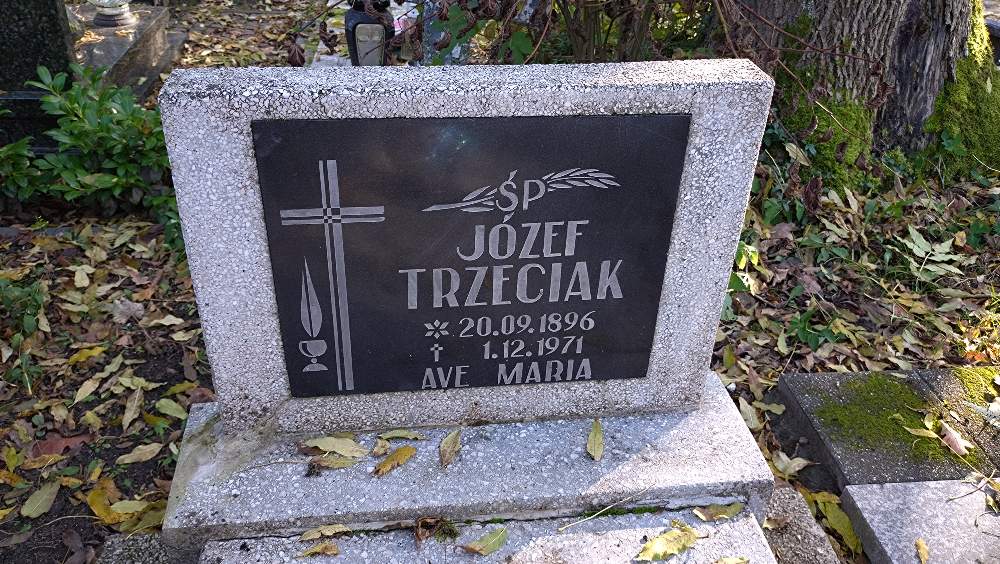 ŚP
JÓZEF
TRZECIAK
20.09.1896
1.12.1971
AVE MARIA